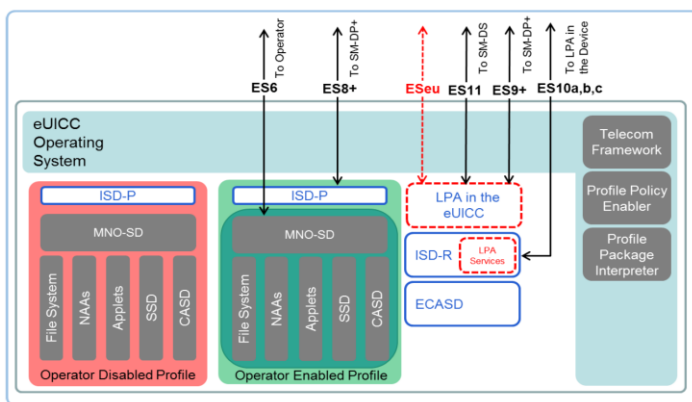 To Operator
To SM-DP+
To SM-DS
To SM-DP+
To LPA in
the Device
ES6
ES8+
ESeu
ES11
ES9+
ES10a,b,c
eUICC
Operating
System
Telecom
Framework
Profile Policy
Enabler
Profile
Package
Interpreter
ISD-P
MNO-SD
File System
NAAs
Applets
SSD
CASD
Operator Disabled Profile
ISD-P
MNO-SD
File System
NAAs
Applets
SSD
CASD
Operator Enabled Profile
LPA in the
eUICC
ISD-R
LPA
Services
ECASD